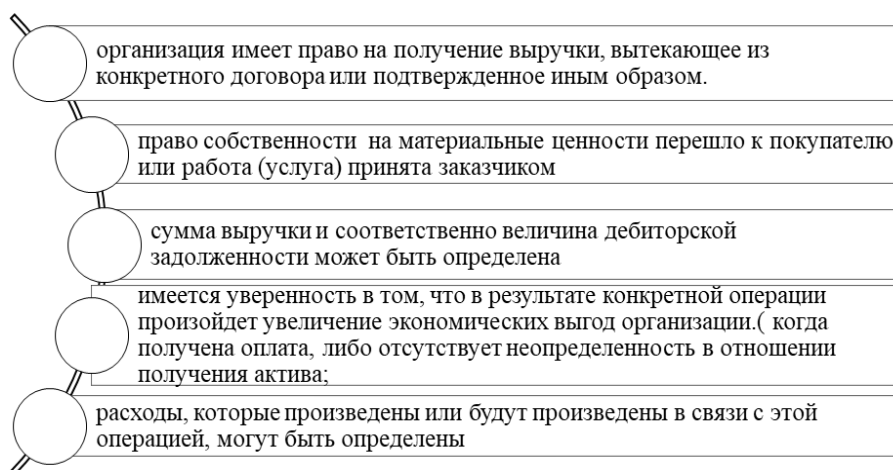 организация имеет право на получение выручки, вытекающее из
конкретного договора или подтвержденное иным образом.
право собственности на материальные ценности перешло к покупателю
или работа (услуга) принята заказчиком
сумма выручки и соответственно величина дебиторской
задолженности может быть определена
имеется уверенность в том, что в результате конкретной операции
произойдет увеличение экономических выгод организации.( когда
получена оплата, либо отсутствует неопределенность в отношении
получения актива;
расходы, которые произведены или будут произведены в связи с этой
операцией, могут быть определены